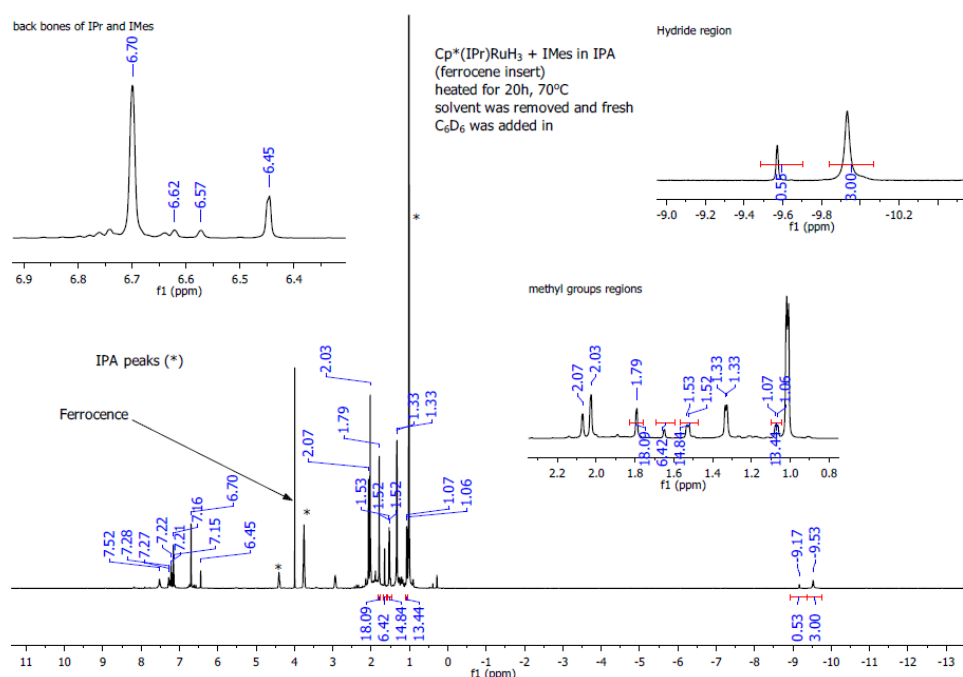 back bones of IPr and IMes
6.70
6.62
6.57
6.45
6.9 6.8 6.7 6.6 6.5 6.4
f1 (ppm)
Cp*(IPr)RuH3 + IMes in IPA
(ferrocene insert)
heated for 20h, 70°C
solvent was removed and fresh
C6D6 was added in
*
Hydride region
0.55
3.00
-9.0 -9.2 -9.4 -9.6 -9.8 -10.2
f1 (ppm)
methyl groups regions
2.07
2.03
1.79
1.53
1.52
1.33
1.33
1.07
1.06
18.09
6.42
14.84
13.44
2.0 1.8 1.6 1.4 1.2 1.0 0.8
f1 (ppm)
IPA peaks (*)
Ferrocence
*
*
7.52
7.28
7.27
7.22
7.21
7.16
7.15
6.70
6.45
2.07
2.03
1.79
1.53
1.52
1.52
1.33
1.33
1.07
1.06
-9.17
-9.53
18.09
6.42
14.84
13.44
0.53
3.00
11 10 9 8 7 6 5 4 3 2 1 0 -1 -2 -3 -4 -5 -6 -7 -8 -9 -10 -11 -12 -13
f1 (ppm)